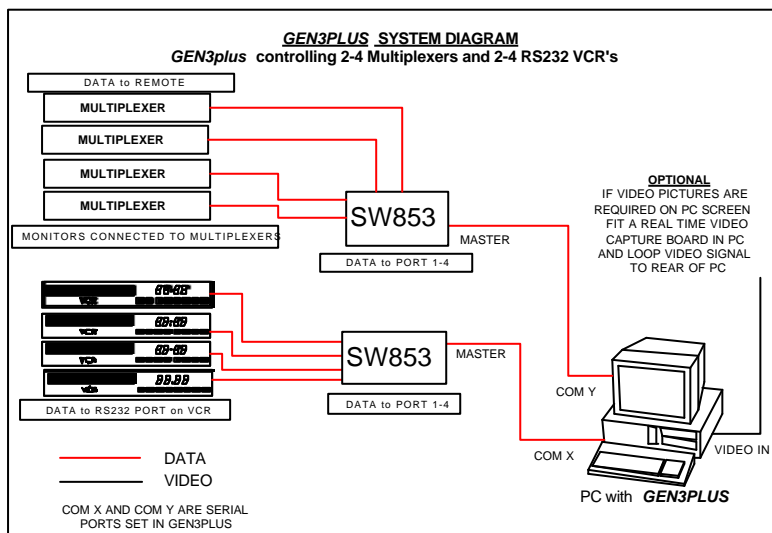 GEN3PLUS SYSTEM DIAGRAM
GEN3plus controlling 2-4 Multiplexers and 2-4 RS232 VCR's
DATA to REMOTE
MULTIPLEXER
MULTIPLEXER
MULTIPLEXER
MULTIPLEXER
MONITORS CONNECTED TO MULTIPLEXERS
SW853
MASTER
DATA to PORT 1-4
OPTIONAL
IF VIDEO PICTURES ARE
REQUIRED ON PC SCREEN
FIT A REAL TIME VIDEO
CAPTURE BOARD IN PC
AND LOOP VIDEO SIGNAL
TO REAR OF PC
VCR
VCR
VCR
VCR
DATA to RS232 PORT on VCR
SW853
MASTER
DATA to PORT 1-4
COM Y
COM X
VIDEO IN
PC with GEN3PLUS
DATA
VIDEO
COM X AND COM Y ARE SERIAL
PORTS SET IN GEN3PLUS